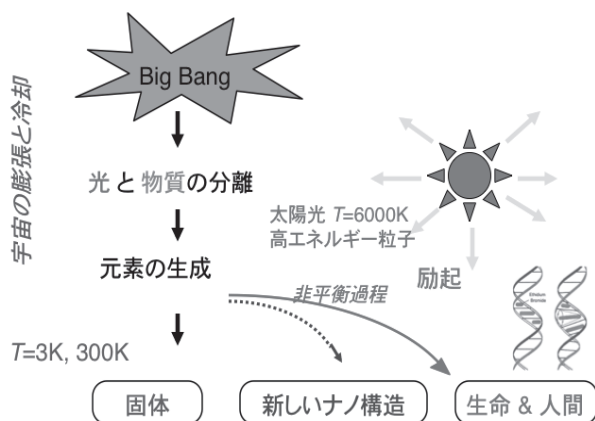 Big Bang
宇宙の膨張と冷却
光 と 物質の分離
太陽光 T=6000K
高エネルギー粒子
元素の生成
励起
非平衡過程
T=3K, 300K
固体
新しいナノ構造
生命 & 人間